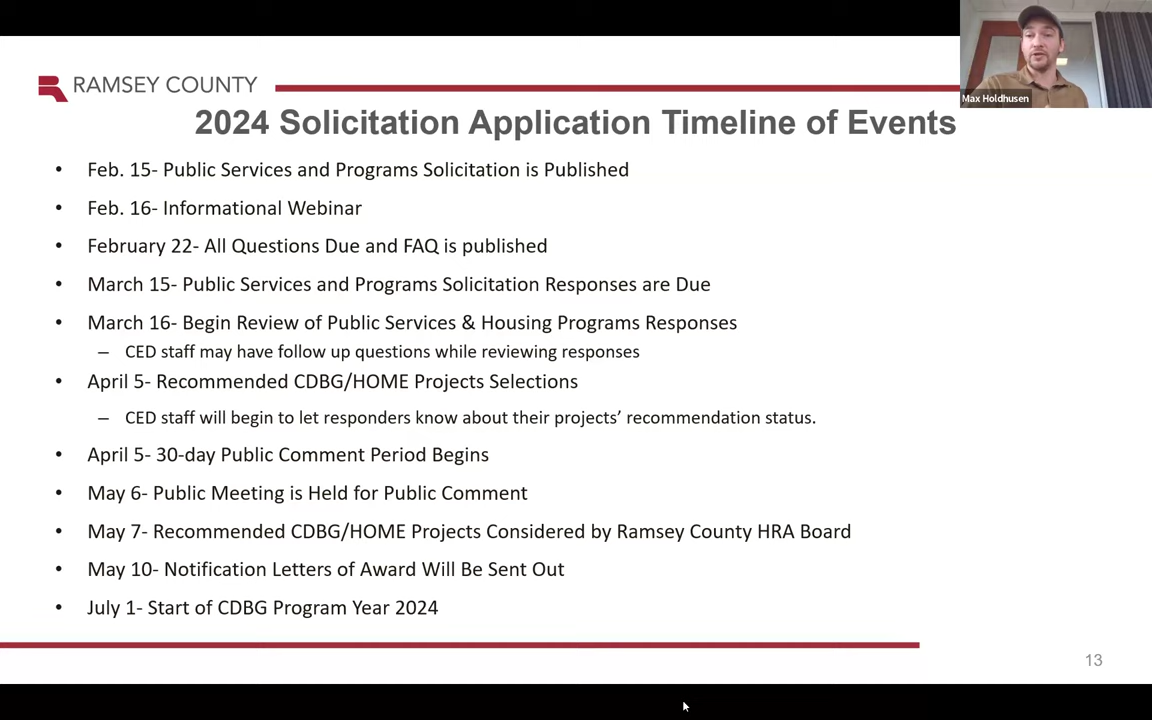 RAMSEY COUNTY
Max Holdhusen
2024 Solicitation Application Timeline of Events
• Feb. 15- Public Services and Programs Solicitation is Published
• Feb. 16- Informational Webinar
• February 22- All Questions Due and FAQ is published
• March 15- Public Services and Programs Solicitation Responses are Due
• March 16- Begin Review of Public Services & Housing Programs Responses
– CED staff may have follow up questions while reviewing responses
• April 5- Recommended CDBG/HOME Projects Selections
– CED staff will begin to let responders know about their projects’ recommendation status.
• April 5- 30-day Public Comment Period Begins
• May 6- Public Meeting is Held for Public Comment
• May 7- Recommended CDBG/HOME Projects Considered by Ramsey County HRA Board
• May 10- Notification Letters of Award Will Be Sent Out
• July 1- Start of CDBG Program Year 2024
13